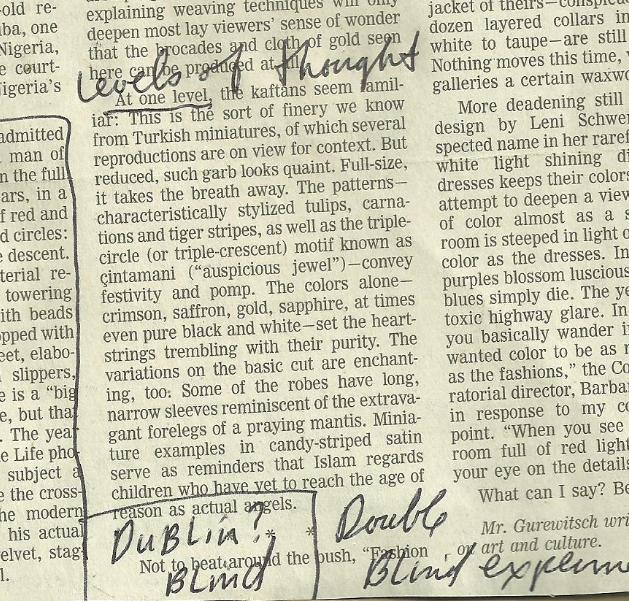 old re-
ba, one
Nigeria,
e court-
igeria's
admitted
man of
n the full
ars, in a
f red and
d circles:
e descent.
terial re-
towering
ith beads
opped with
eet, elabo-
slippers,
e is a "big
e, but that
. The year
e Life pho-
subject a
e the cross-
he modern
his actual
elvet, stag-
l.
explaining weaving techniques will only
deepen most lay viewers' sense of wonder
that the brocades and cloth of gold seen
here can be produced at
levels of thought
At one level, the kaftans seem famil-
iar: This is the sort of finery we know
from Turkish miniatures, of which several
reproductions are on view for context. But
reduced, such garb looks quaint. Full-size,
it takes the breath away. The patterns—
characteristically stylized tulips, carna-
tions and tiger stripes, as well as the triple-
circle (or triple-crescent) motif known as
çintamani ("auspicious jewel")—convey
festivity and pomp. The colors alone—
crimson, saffron, gold, sapphire, at times
even pure black and white—set the heart-
strings trembling with their purity. The
variations on the basic cut are enchant-
ing, too: Some of the robes have long,
narrow sleeves reminiscent of the extrava-
gant forelegs of a praying mantis. Minia-
ture examples in candy-striped satin
serve as reminders that Islam regards
children who have yet to reach the age of
reason as actual angels.
DUBLIN?
* *
Not to beat around the bush, "Fashion
BLIND
Double
Blind
jacket of theirs—conspic
dozen layered collars in
white to taupe—are still
Nothing moves this time,
galleries a certain waxwo
More deadening still
design by Leni Schwe
spected name in her raref
white light shining di
dresses keeps their colors
attempt to deepen a view
of color almost as a s
room is steeped in light o
color as the dresses. In
purples blossom luscious
blues simply die. The ye
toxic highway glare. In
you basically wander i
wanted color to be as
as the fashions," the Co
ratorial director, Barba
in response to my co
point. "When you see
room full of red light
your eye on the details
What can I say? Be
Mr. Gurewitsch wri
on art and culture.